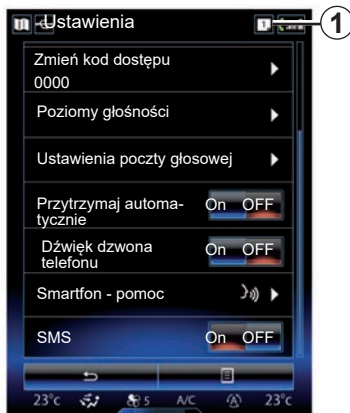 Ustawienia
1
1
Zmień kod dostępu
0000
Poziomy głośności
Ustawienia poczty głosowej
Przytrzymaj automa-
tycznie
On OFF
Dźwięk dzwona
telefonu
On OFF
Smartfon - pomoc
SMS
On OFF
23°c
5
A/C
23°c